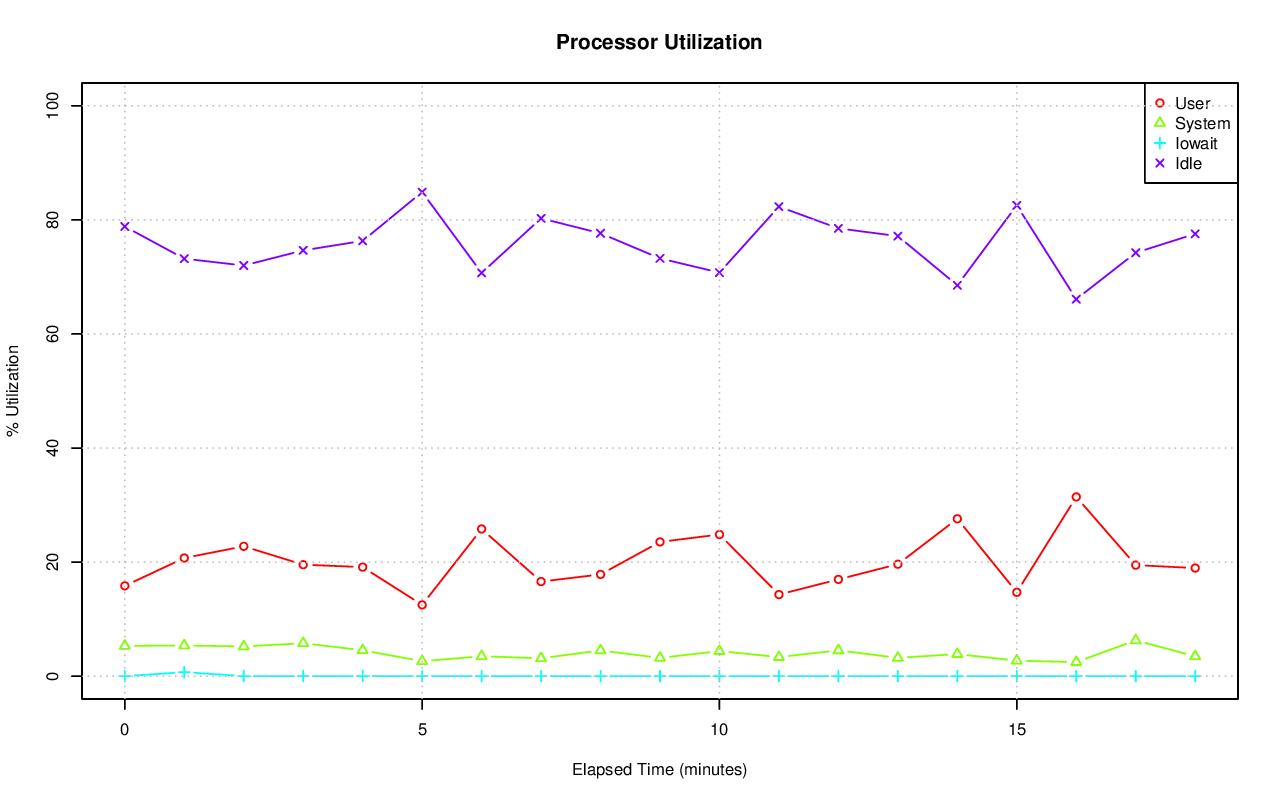 Processor Utilization
User
System
Iowait
Idle
100
80
60
40
20
0
% Utilization
0 5 10 15
Elapsed Time (minutes)